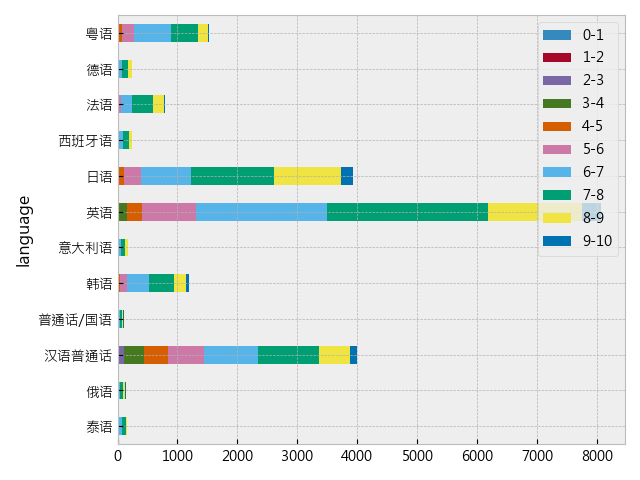 粤语
德语
法语
西班牙语
日语
英语
意大利语
韩语
普通话/国语
汉语普通话
俄语
泰语
language
0 1000 2000 3000 4000 5000 6000 7000 8000
0-1
1-2
2-3
3-4
4-5
5-6
6-7
7-8
8-9
9-10